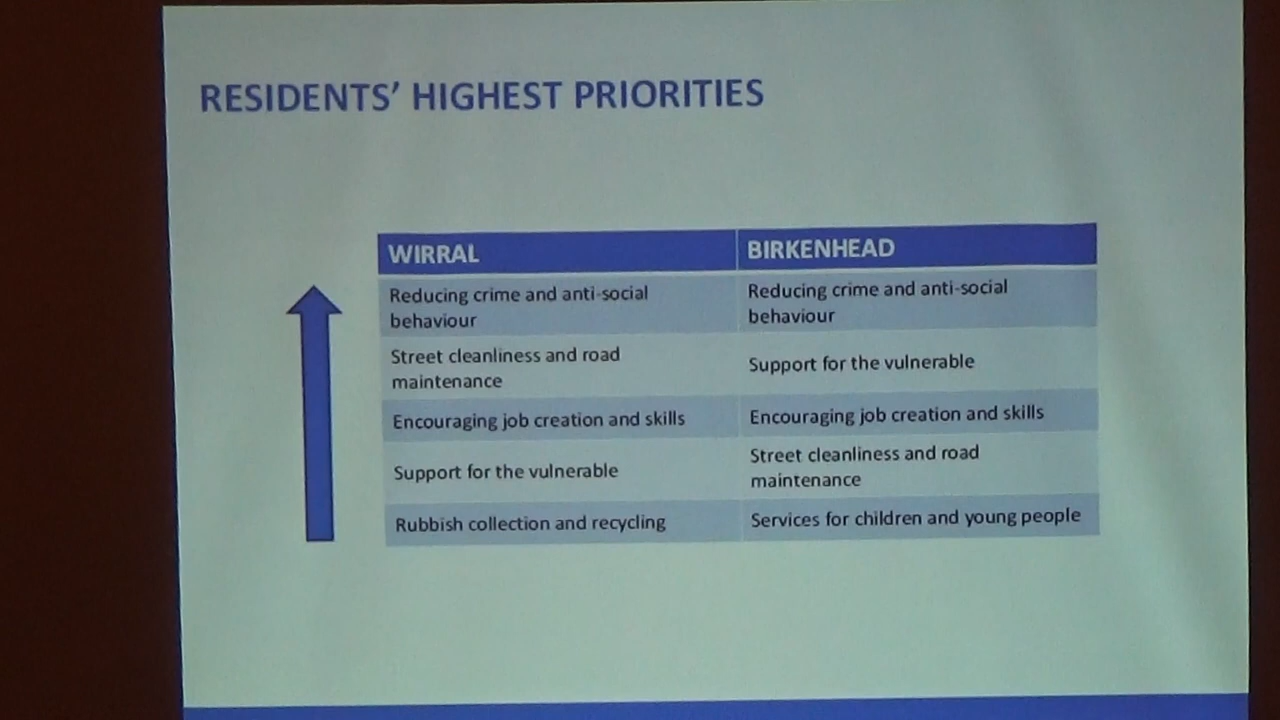 RESIDENTS’ HIGHEST PRIORITIES
WIRRAL
BIRKENHEAD
Reducing crime and anti-social
behaviour
Reducing crime and anti-social
behaviour
Street cleanliness and road
maintenance
Support for the vulnerable
Encouraging job creation and skills
Encouraging job creation and skills
Support for the vulnerable
Street cleanliness and road
maintenance
Rubbish collection and recycling
Services for children and young people